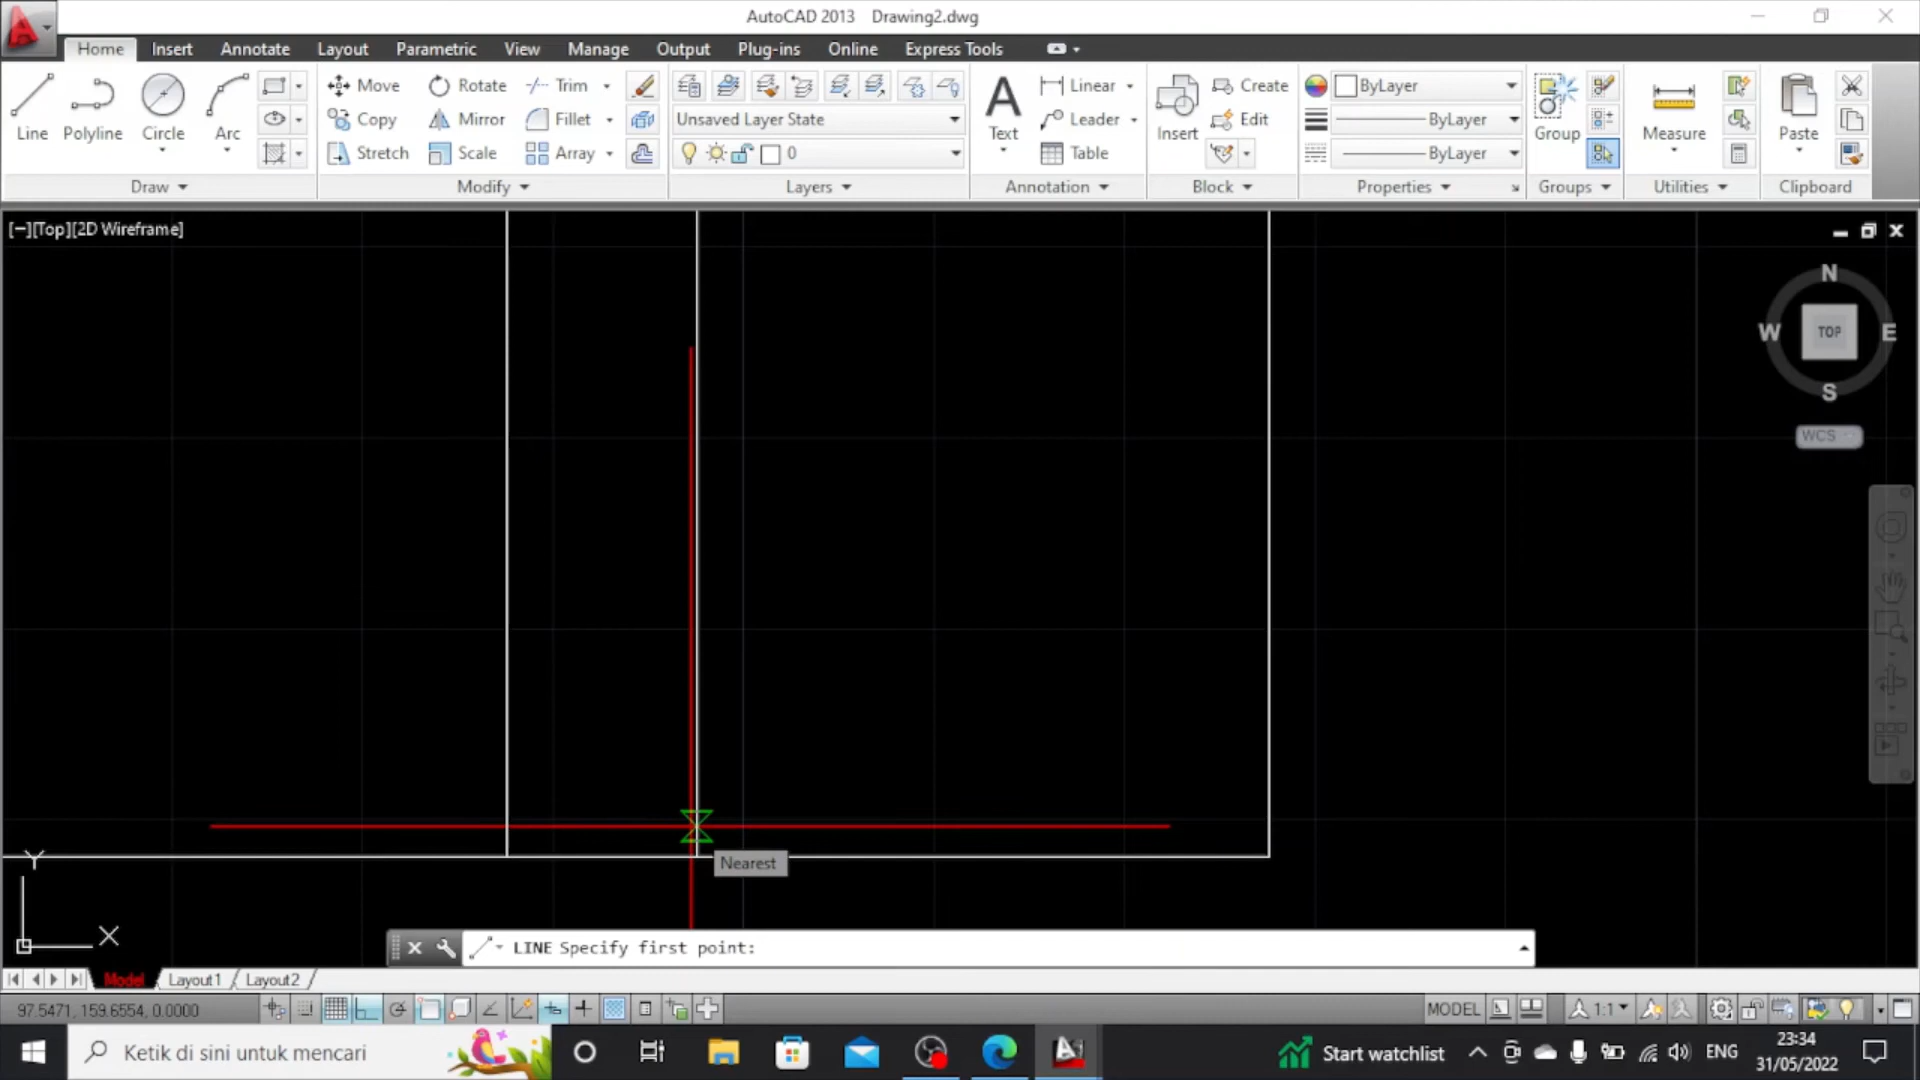 AutoCAD 2013 Drawing2.dwg
Home Insert Annotate Layout Parametric View Manage Output Plug-ins Online Express Tools
Line Polyline Circle Arc
Move Rotate Trim
Copy Mirror Fillet
Stretch Scale Array
Unsaved Layer State
0
Text
Linear
Leader
Table
Insert
Create
Edit
ByLayer
ByLayer
ByLayer
Group
Measure
Paste
Draw Modify Layers Annotation Block Properties Groups Utilities Clipboard
[−][Top][2D Wireframe]
N
W TOP E
S
WCS
Nearest
Y
X
LINE Specify first point:
Model Layout1 Layout2
97.5471, 159.6554, 0.0000
MODEL 1:1
Ketik di sini untuk mencari
Start watchlist
ENG
23:34
31/05/2022